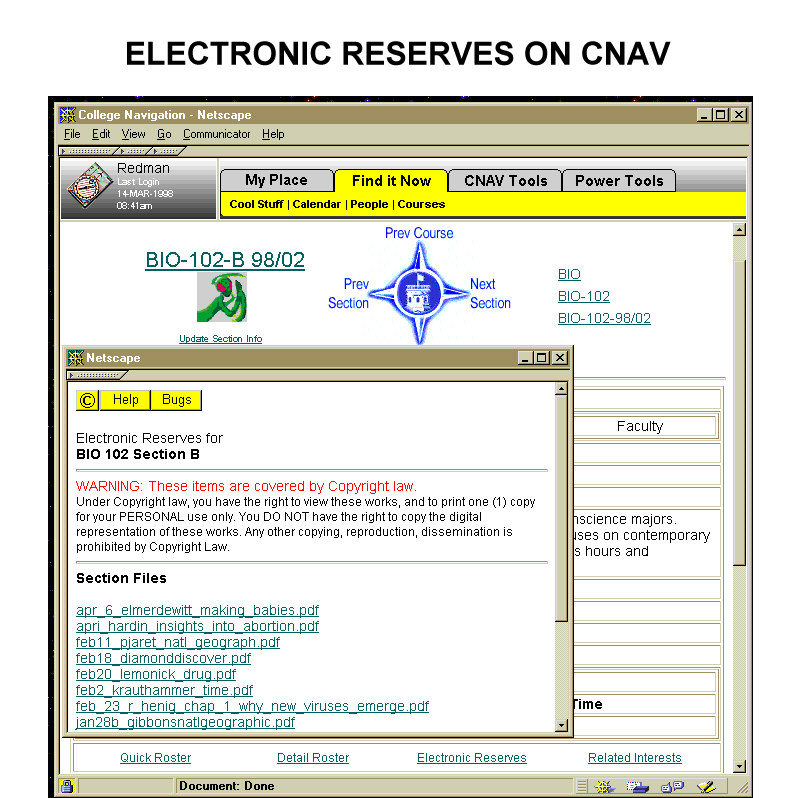 ELECTRONIC RESERVES ON CNAV
College Navigation - Netscape
File Edit View Go Communicator Help
Redman
Last Login
14-MAR-1998
08:41am
My Place Find it Now CNAV Tools Power Tools
Cool Stuff | Calendar | People | Courses
BIO-102-B 98/02
Update Section Info
Prev Course
Prev Section
Next Section
BIO
BIO-102
BIO-102-98/02
Netscape
© Help Bugs
Electronic Reserves for
BIO 102 Section B
WARNING: These items are covered by Copyright law.
Under Copyright law, you have the right to view these works, and to print one (1) copy
for your PERSONAL use only. You DO NOT have the right to copy the digital
representation of these works. Any other copying, reproduction, dissemination is
prohibited by Copyright Law.
Section Files
apr_6_elmerdewitt_making_babies.pdf
apri_hardin_insights_into_abortion.pdf
feb11_pjaret_natl_geograph.pdf
feb18_diamonddiscover.pdf
feb20_lemonick_drug.pdf
feb2_krauthammer_time.pdf
feb_23_r_henig_chap_1_why_new_viruses_emerge.pdf
jan28b_gibbonsnatlgeographic.pdf
Faculty
nscience majors.
uses on contemporary
s hours and
Time
Quick Roster Detail Roster Electronic Reserves Related Interests
Document: Done